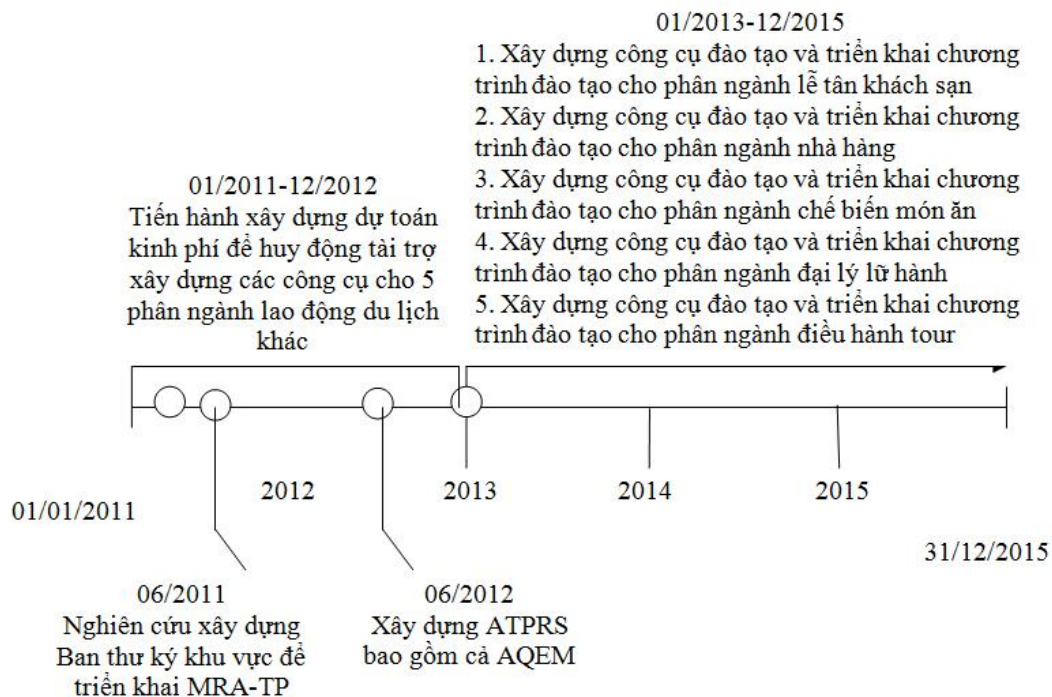 01/2013-12/2015
1. Xây dựng công cụ đào tạo và triển khai chương
trình đào tạo cho phân ngành lễ tân khách sạn
2. Xây dựng công cụ đào tạo và triển khai chương
trình đào tạo cho phân ngành nhà hàng
3. Xây dựng công cụ đào tạo và triển khai chương
trình đào tạo cho phân ngành chế biến món ăn
4. Xây dựng công cụ đào tạo và triển khai chương
trình đào tạo cho phân ngành đại lý lữ hành
5. Xây dựng công cụ đào tạo và triển khai chương
trình đào tạo cho phân ngành điều hành tour
01/2011-12/2012
Tiến hành xây dựng dự toán
kinh phí để huy động tài trợ
xây dựng các công cụ cho 5
phân ngành lao động du lịch
khác
01/01/2011
2012
2013
2014
2015
31/12/2015
06/2011
Nghiên cứu xây dựng
Ban thư ký khu vực để
triển khai MRA-TP
06/2012
Xây dựng ATPRS
bao gồm cả AQEM